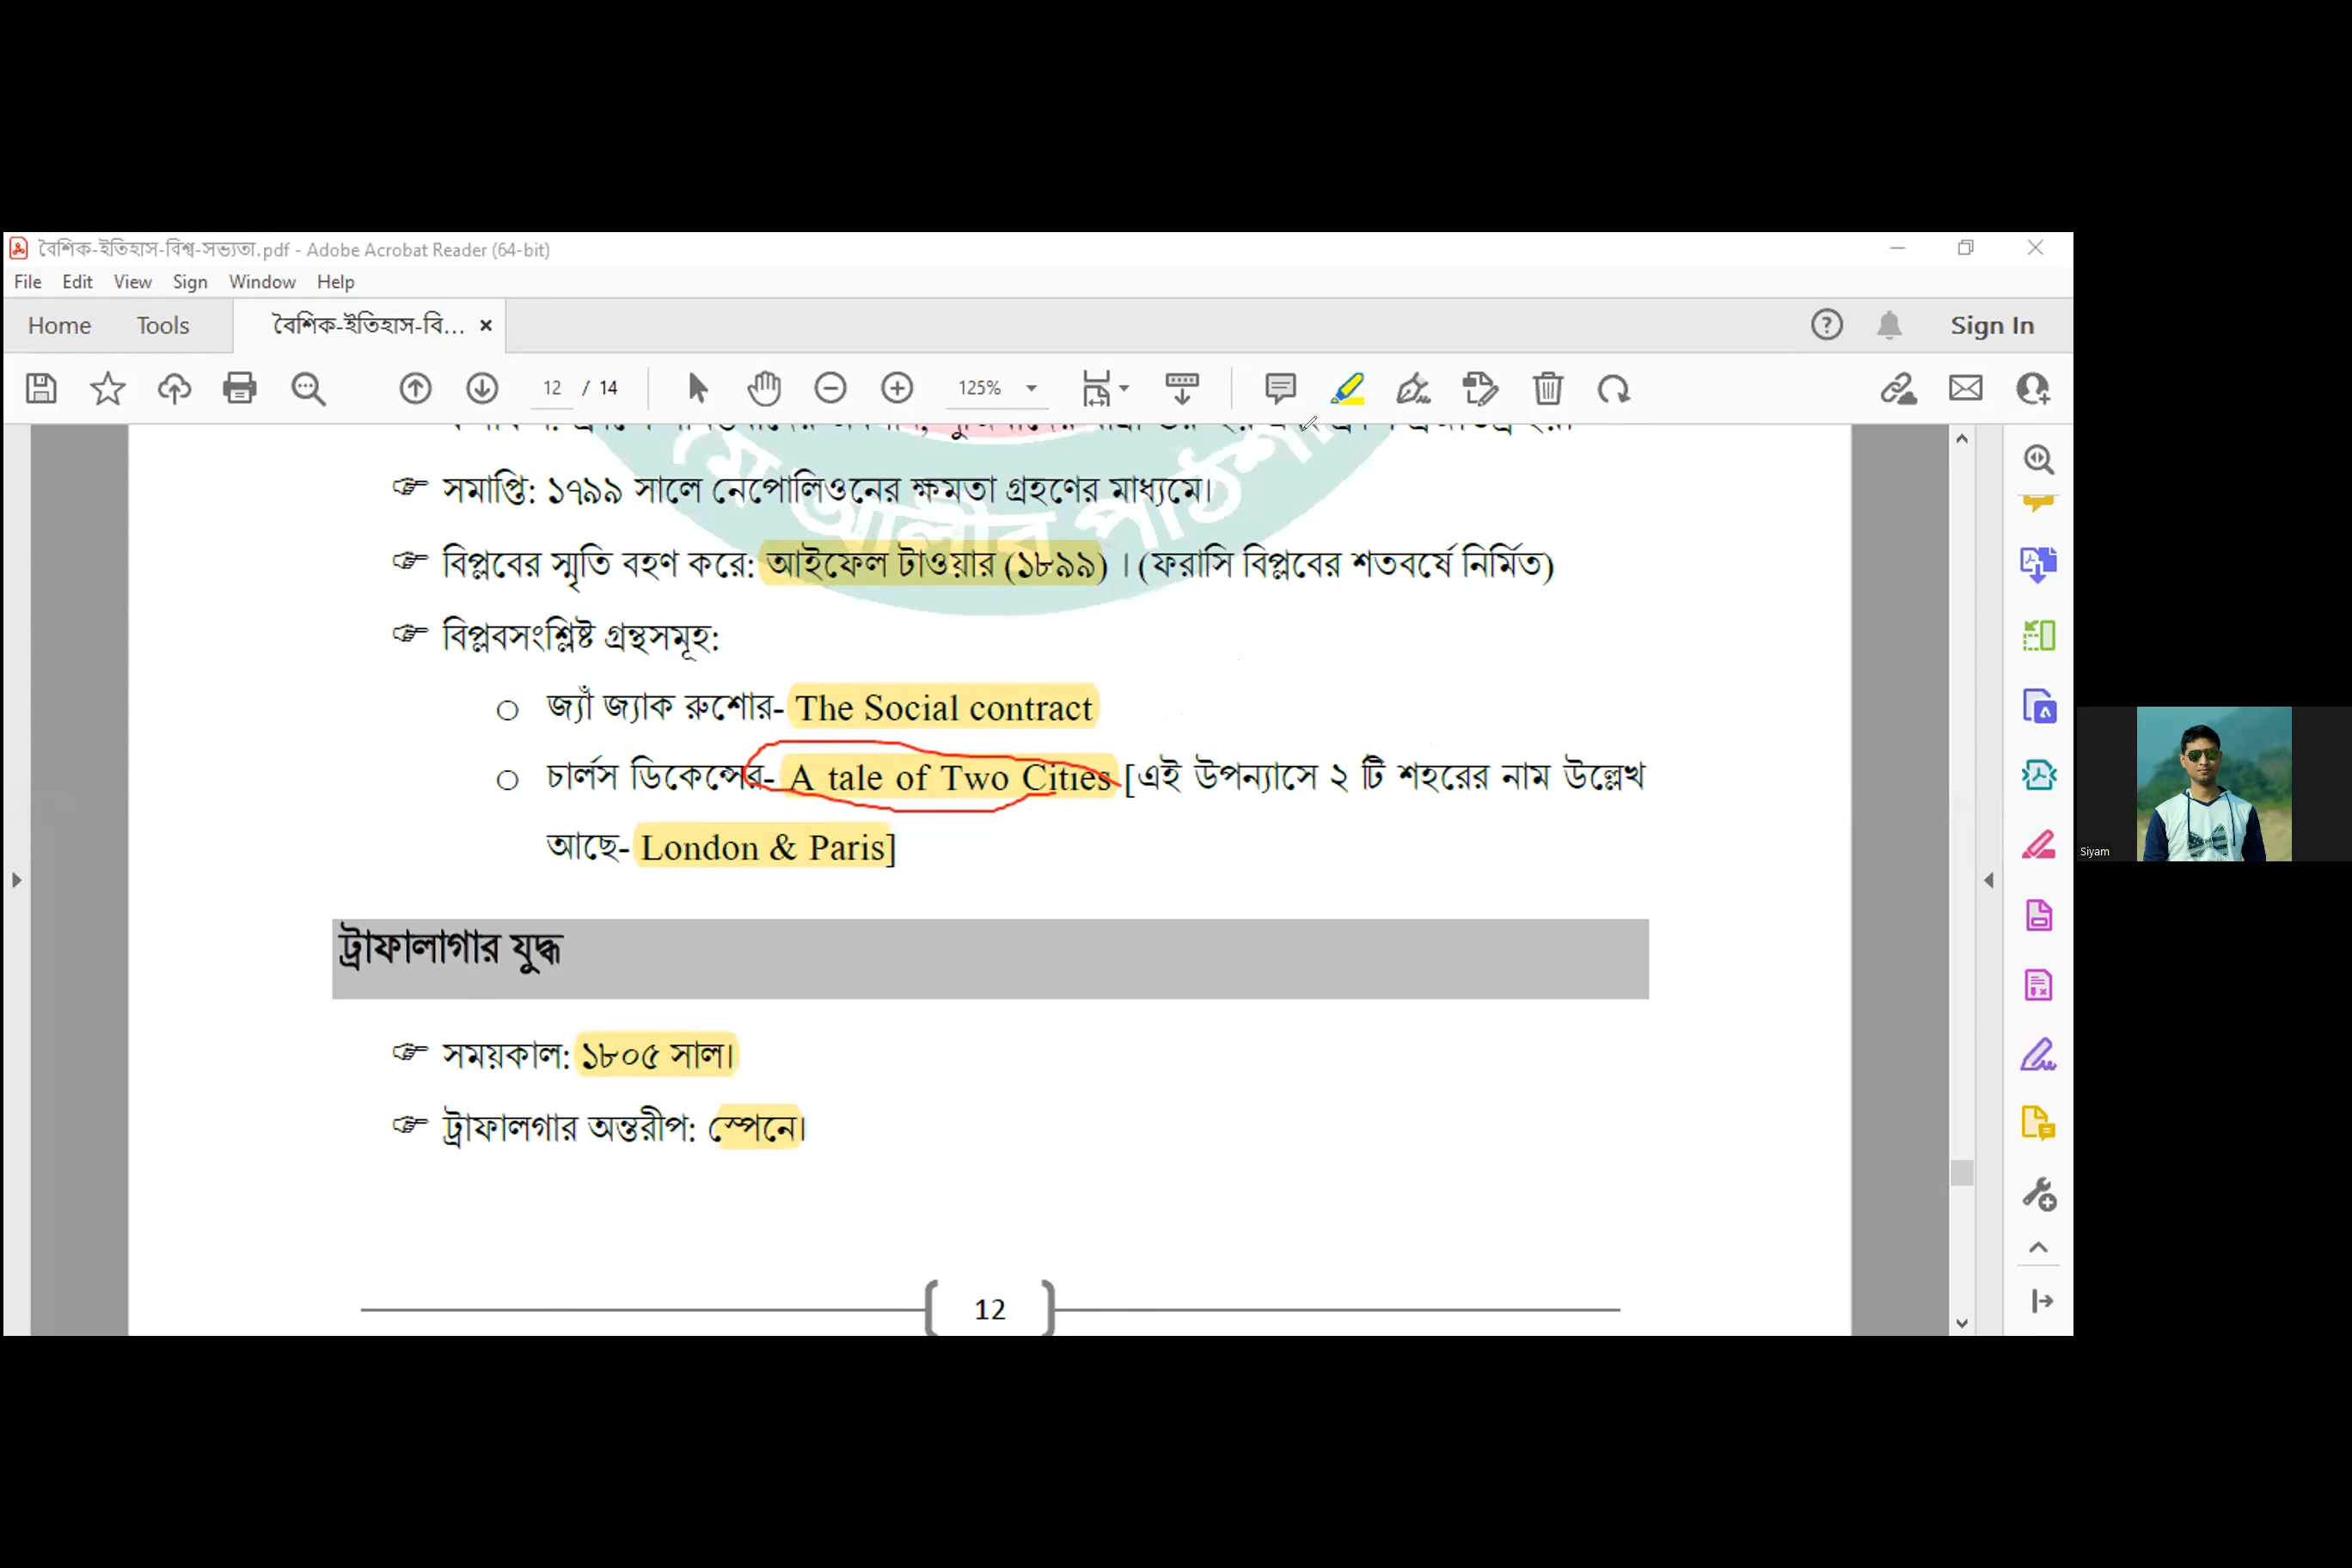 বৈশিক-ইতিহাস-বিশ্ব-সভ্যতা.pdf - Adobe Acrobat Reader (64-bit)
File Edit View Sign Window Help
Home Tools বৈশিক-ইতিহাস-বি... × Sign In
12 / 14 125%
সমাপ্তি: ১৭৯৯ সালে নেপোলিওনের ক্ষমতা গ্রহণের মাধ্যমে।
মে আলীর পাঠশা
বিপ্লবের স্মৃতি বহণ করে: আইফেল টাওয়ার (১৮৯৯) । (ফরাসি বিপ্লবের শতবর্ষে নির্মিত)
বিপ্লবসংশ্লিষ্ট গ্রন্থসমূহ:
জ্যাঁ জ্যাক রুশোর- The Social contract
চার্লস ডিকেন্সের- A tale of Two Cities [এই উপন্যাসে ২ টি শহরের নাম উল্লেখ
আছে- London & Paris]
Siyam
ট্রাফালাগার যুদ্ধ
সময়কাল: ১৮০৫ সাল।
ট্রাফালগার অন্তরীপ: স্পেনে।
12